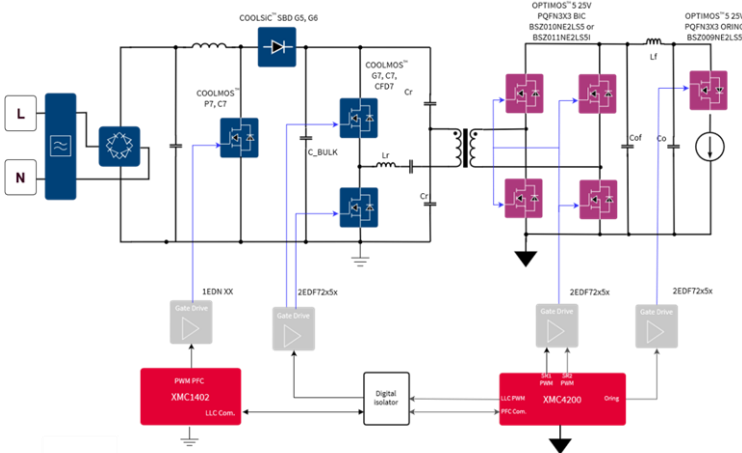 COOLSIC™ SBD G5, G6
OPTIMOS™ 5 25V
PQFN3X3 BIC
BSZ010NE2LS5 or
BSZ011NE2LS5I
OPTIMOS™ 5 25V
PQFN3X3 ORING
BSZ009NE2LS5
COOLMOS™
P7, C7
COOLMOS™
G7, C7,
CFD7
Cr
Lf
L
N
C_BULK
Lr
Cof
Co
Cr
1EDN XX
2EDF72x5x
2EDF72x5x
2EDF72x5x
Gate Drive
Gate Drive
Gate Drive
Gate Drive
PWM PFC
XMC1402
LLC Com.
Digital
isolator
SR1
PWM
SR2
PWM
LLC PWM
XMC4200
Oring
PFC Com.